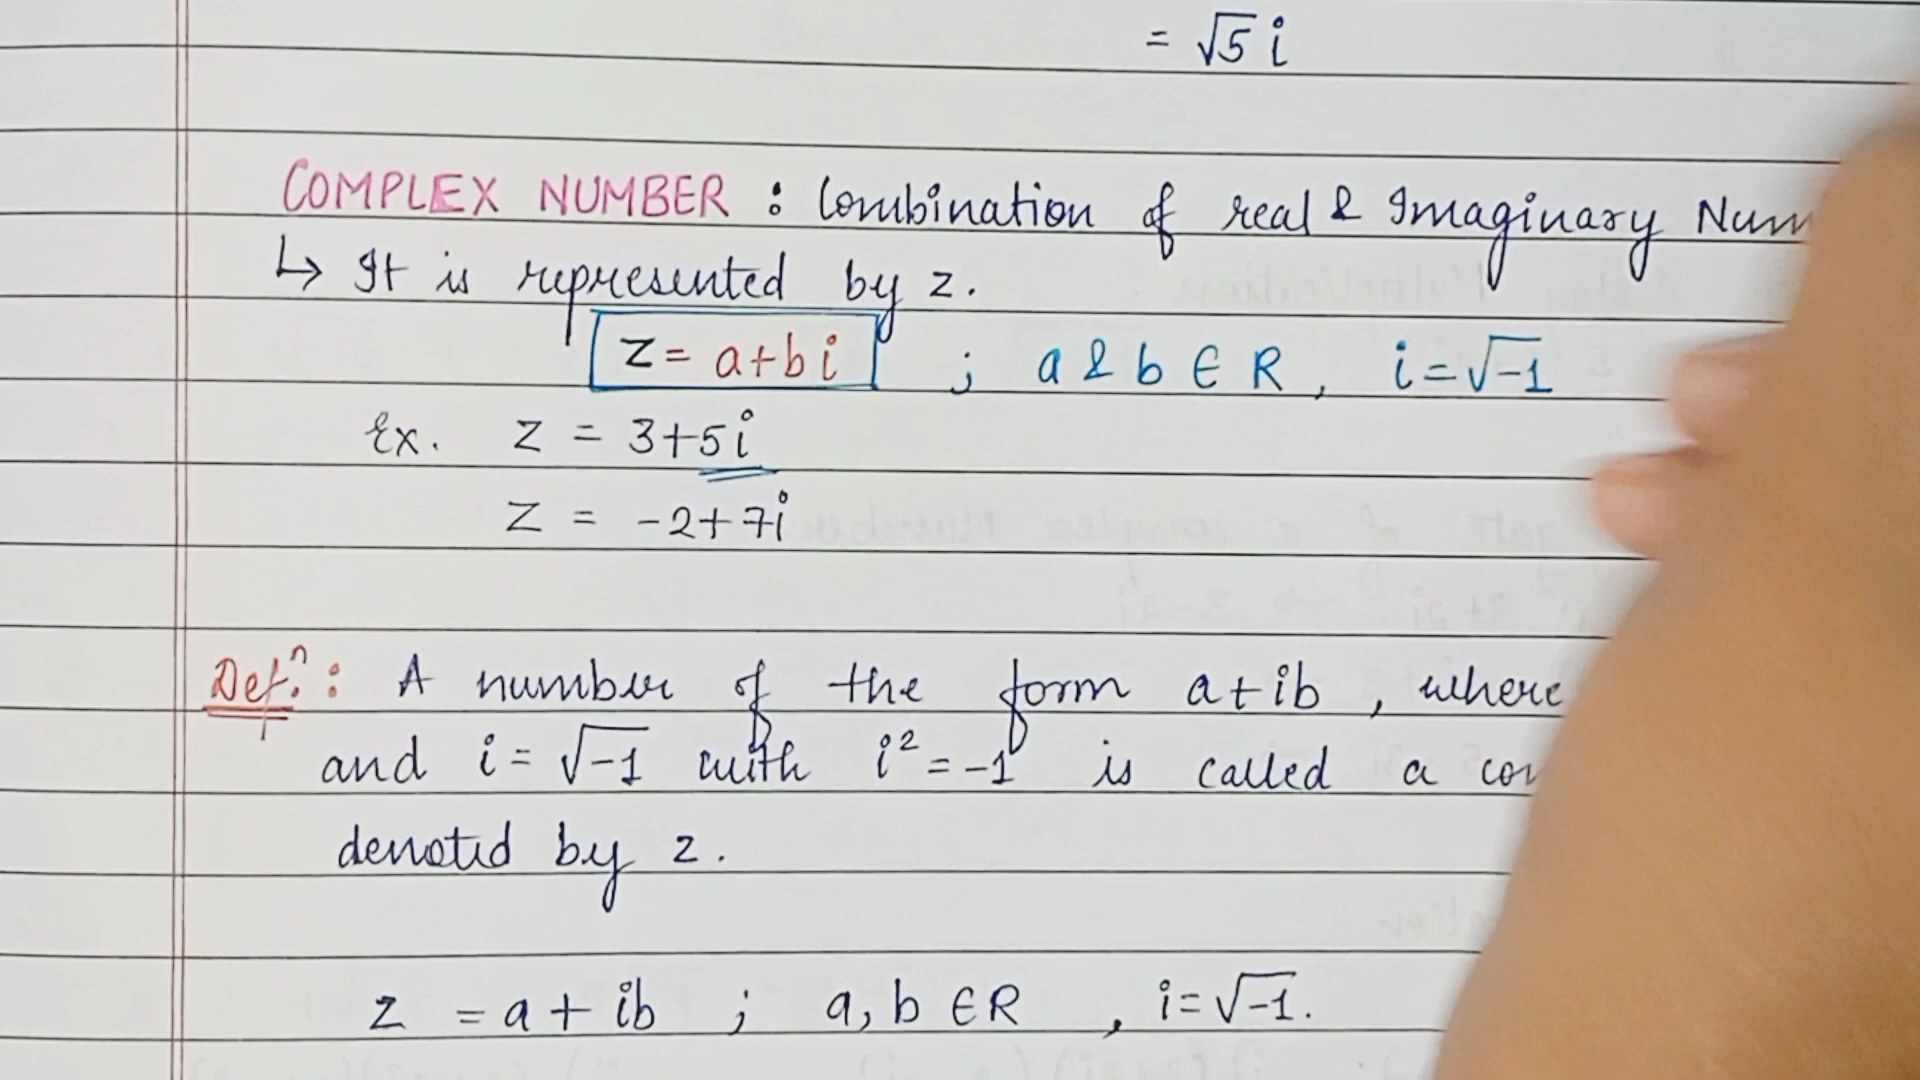 = √5 i
COMPLEX NUMBER : Combination of real & Imaginary Num
↳ It is represented by z.
z = a+bi ; a & b ∈ R, i=√-1
Ex. z = 3+5i
z = -2+7i
Defⁿ: A number of the form a+ib, where
and i = √-1 with i² = -1 is called a
denoted by z.
z = a + ib ; a, b ∈ R , i=√-1.